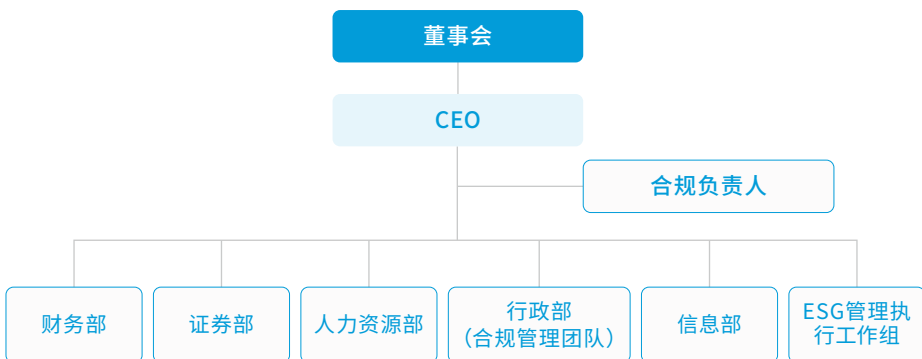 董事会
CEO
合规负责人
财务部
证券部
人力资源部
行政部
（合规管理团队）
信息部
ESG管理执
行工作组